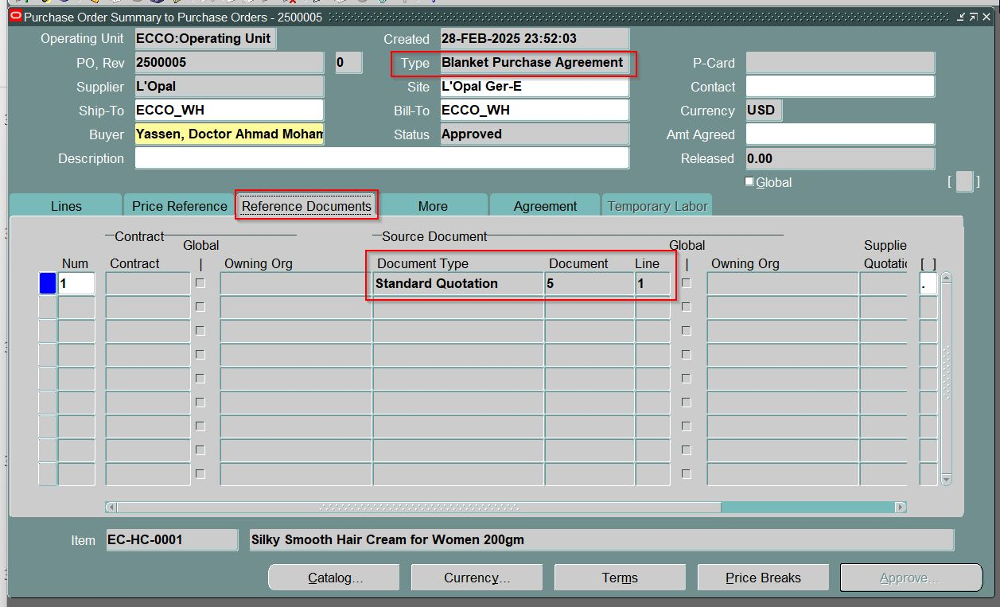 Purchase Order Summary to Purchase Orders - 2500005
Operating Unit ECCO:Operating Unit Created 28-FEB-2025 23:52:03
PO, Rev 2500005 0 Type Blanket Purchase Agreement P-Card
Supplier L'Opal Site L'Opal Ger-E Contact
Ship-To ECCO_WH Bill-To ECCO_WH Currency USD
Buyer Yassen, Doctor Ahmad Moham Status Approved Amt Agreed
Description Released 0.00
Global [ ]
Lines Price Reference Reference Documents More Agreement Temporary Labor
Contract Source Document
Global Global Supplie
Num Contract | Owning Org Document Type Document Line | Owning Org Quotatic [ ]
1 Standard Quotation 5 1 .
Item EC-HC-0001 Silky Smooth Hair Cream for Women 200gm
Catalog... Currency... Terms Price Breaks Approve...